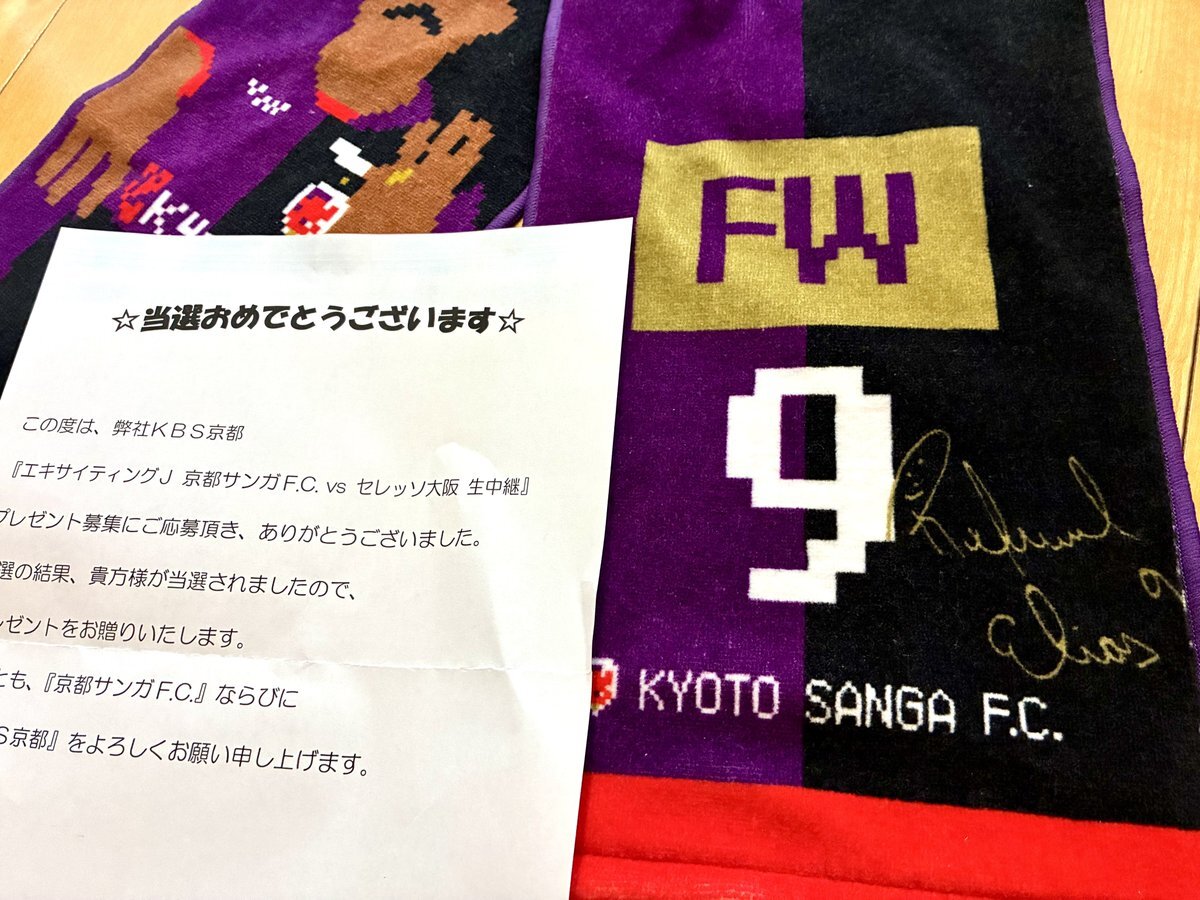 ☆当選おめでとうございます☆
この度は、弊社KBS京都
『エキサイティングJ 京都サンガF.C. vs セレッソ大阪 生中継』
プレゼント募集にご応募頂き、ありがとうございました。
選の結果、貴方様が当選されましたので、
レゼントをお贈りいたします。
とも、『京都サンガF.C.』ならびに
S京都』をよろしくお願い申し上げます。
Ky
FW
9
Elias
9
KYOTO SANGA F.C.